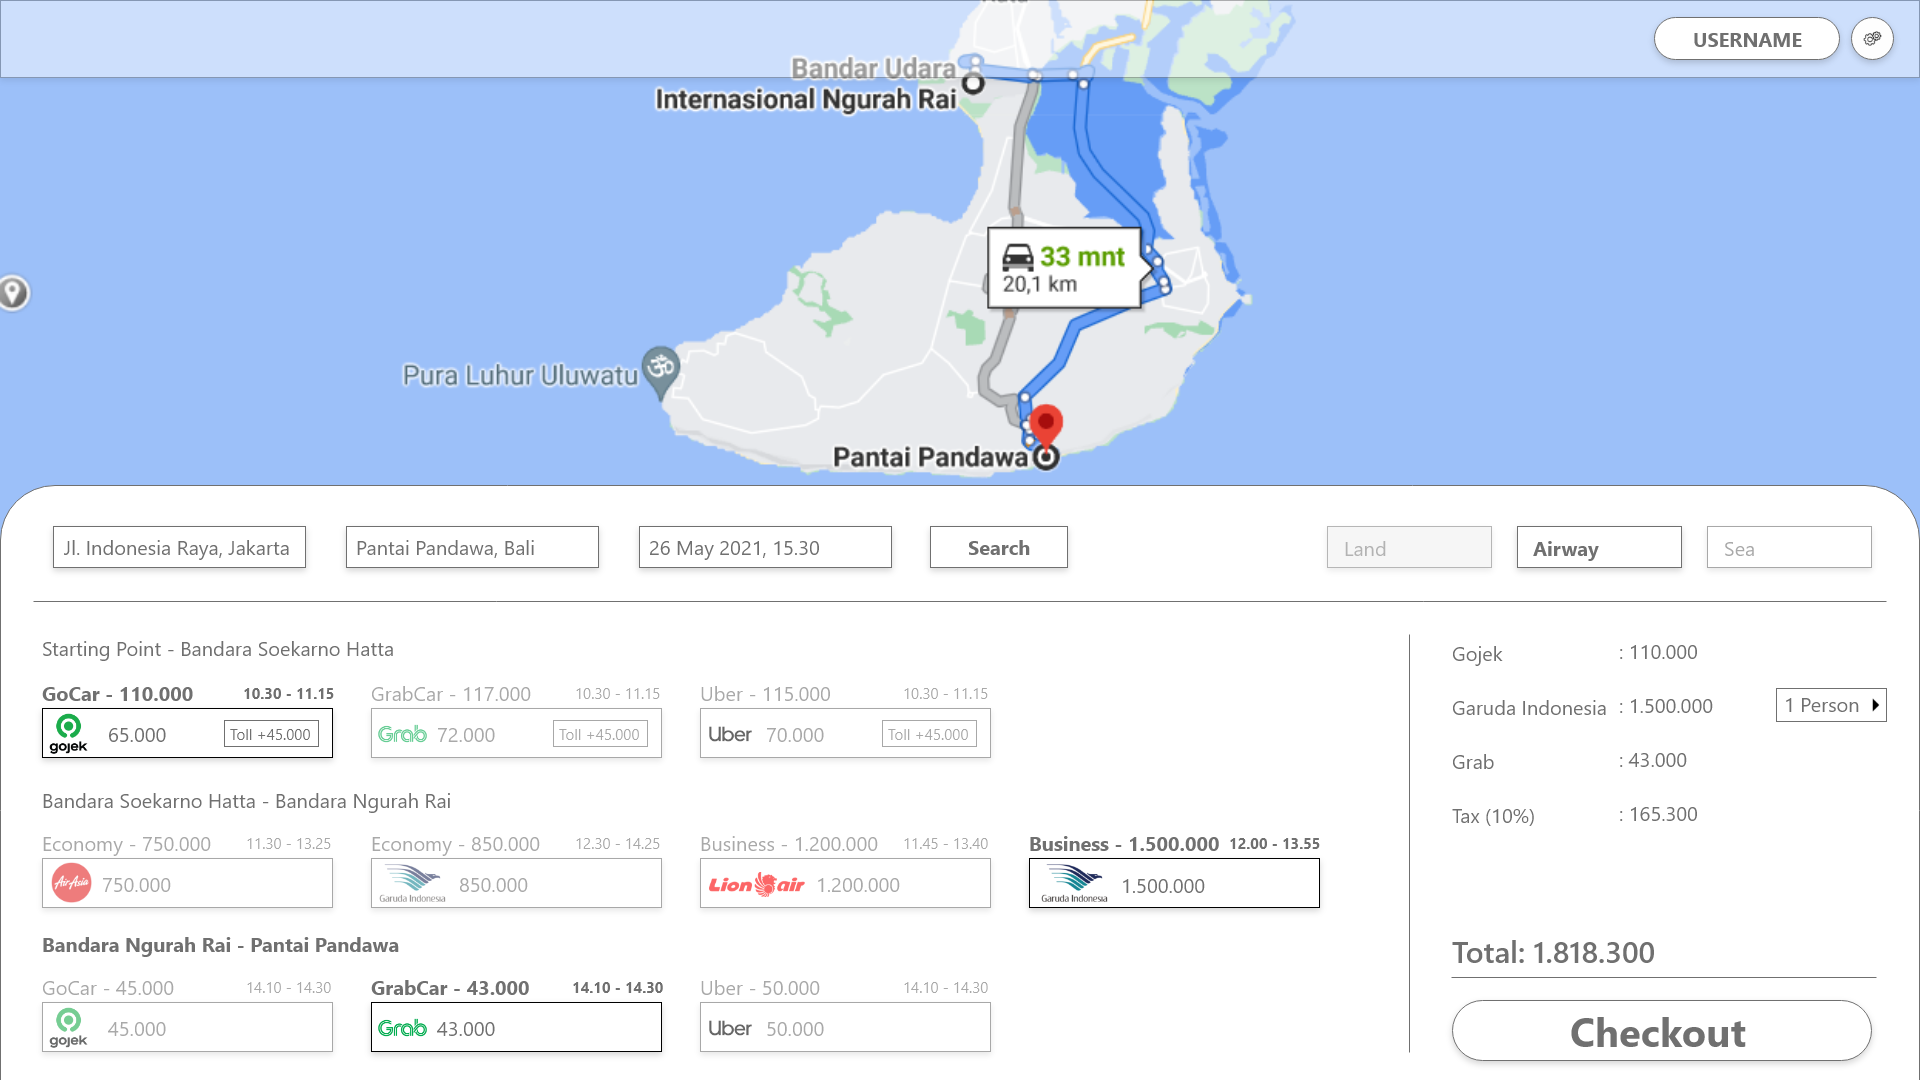 USERNAME
Bandar Udara
Internasional Ngurah Rai
33 mnt
20,1 km
Pura Luhur Uluwatu
Pantai Pandawa
Jl. Indonesia Raya, Jakarta
Pantai Pandawa, Bali
26 May 2021, 15.30
Search
Land
Airway
Sea
Starting Point - Bandara Soekarno Hatta
GoCar - 110.000 10.30 - 11.15
gojek 65.000 Toll +45.000
GrabCar - 117.000 10.30 - 11.15
Grab 72.000 Toll +45.000
Uber - 115.000 10.30 - 11.15
Uber 70.000 Toll +45.000
Bandara Soekarno Hatta - Bandara Ngurah Rai
Economy - 750.000 11.30 - 13.25
AirAsia 750.000
Economy - 850.000 12.30 - 14.25
Garuda Indonesia 850.000
Business - 1.200.000 11.45 - 13.40
Lion air 1.200.000
Business - 1.500.000 12.00 - 13.55
Garuda Indonesia 1.500.000
Bandara Ngurah Rai - Pantai Pandawa
GoCar - 45.000 14.10 - 14.30
gojek 45.000
GrabCar - 43.000 14.10 - 14.30
Grab 43.000
Uber - 50.000 14.10 - 14.30
Uber 50.000
Gojek : 110.000
Garuda Indonesia : 1.500.000
1 Person
Grab : 43.000
Tax (10%) : 165.300
Total: 1.818.300
Checkout